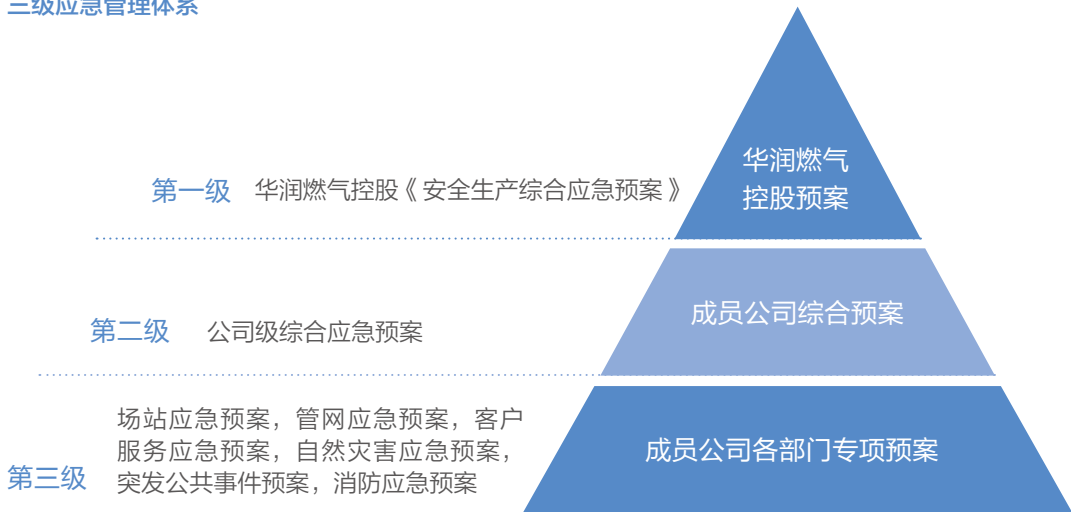 三级应急管理体系
华润燃气
控股预案
第一级 华润燃气控股《安全生产综合应急预案》
成员公司综合预案
第二级 公司级综合应急预案
场站应急预案，管网应急预案，客户
服务应急预案，自然灾害应急预案，
突发公共事件预案，消防应急预案
第三级
成员公司各部门专项预案